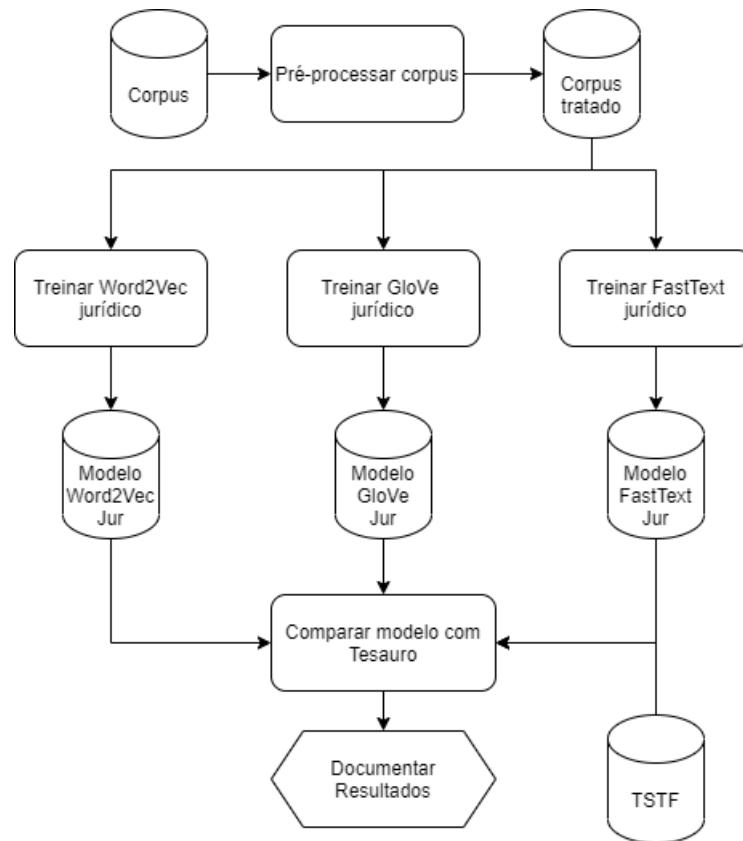 Corpus
Pré-processar corpus
Corpus
tratado
Treinar Word2Vec
jurídico
Treinar GloVe
jurídico
Treinar FastText
jurídico
Modelo
Word2Vec
Jur
Modelo
GloVe
Jur
Modelo
FastText
Jur
Comparar modelo com
Tesauro
Documentar
Resultados
TSTF